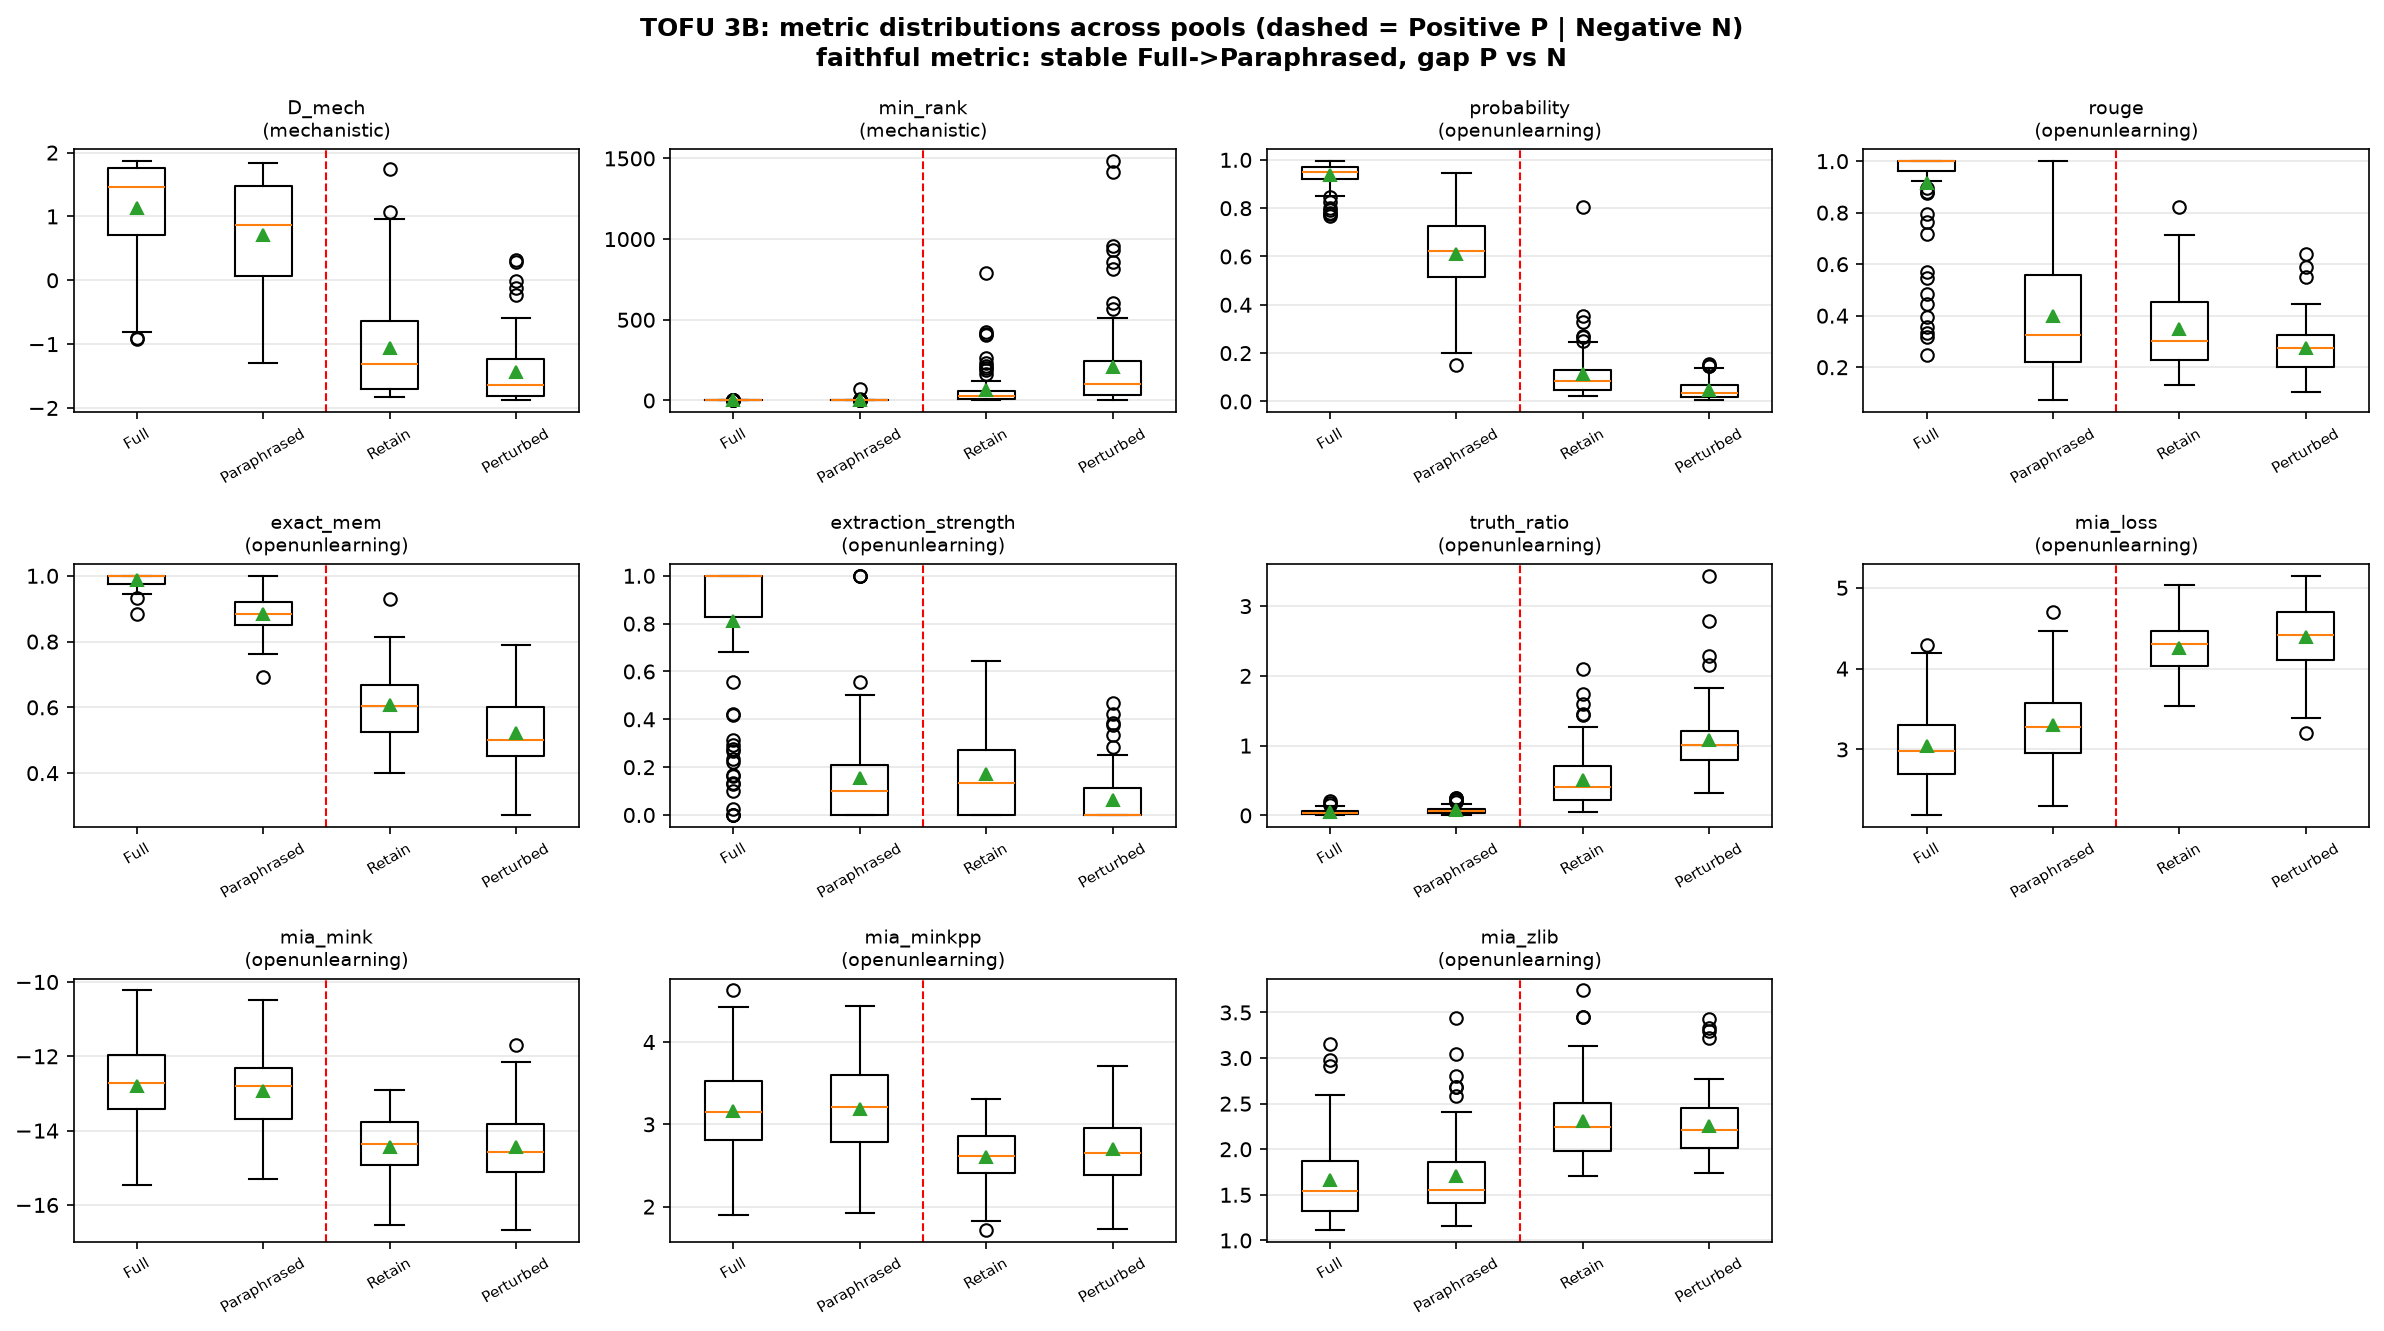 TOFU 3B: metric distributions across pools (dashed = Positive P | Negative N)
faithful metric: stable Full->Paraphrased, gap P vs N
D_mech
(mechanistic)
2
1
0
−1
−2
Full
Paraphrased
Retain
Perturbed
min_rank
(mechanistic)
1500
1000
500
0
Full
Paraphrased
Retain
Perturbed
probability
(openunlearning)
1.0
0.8
0.6
0.4
0.2
0.0
Full
Paraphrased
Retain
Perturbed
rouge
(openunlearning)
1.0
0.8
0.6
0.4
0.2
Full
Paraphrased
Retain
Perturbed
exact_mem
(openunlearning)
1.0
0.8
0.6
0.4
Full
Paraphrased
Retain
Perturbed
extraction_strength
(openunlearning)
1.0
0.8
0.6
0.4
0.2
0.0
Full
Paraphrased
Retain
Perturbed
truth_ratio
(openunlearning)
3
2
1
0
Full
Paraphrased
Retain
Perturbed
mia_loss
(openunlearning)
5
4
3
Full
Paraphrased
Retain
Perturbed
mia_mink
(openunlearning)
−10
−12
−14
−16
Full
Paraphrased
Retain
Perturbed
mia_minkpp
(openunlearning)
4
3
2
Full
Paraphrased
Retain
Perturbed
mia_zlib
(openunlearning)
3.5
3.0
2.5
2.0
1.5
1.0
Full
Paraphrased
Retain
Perturbed